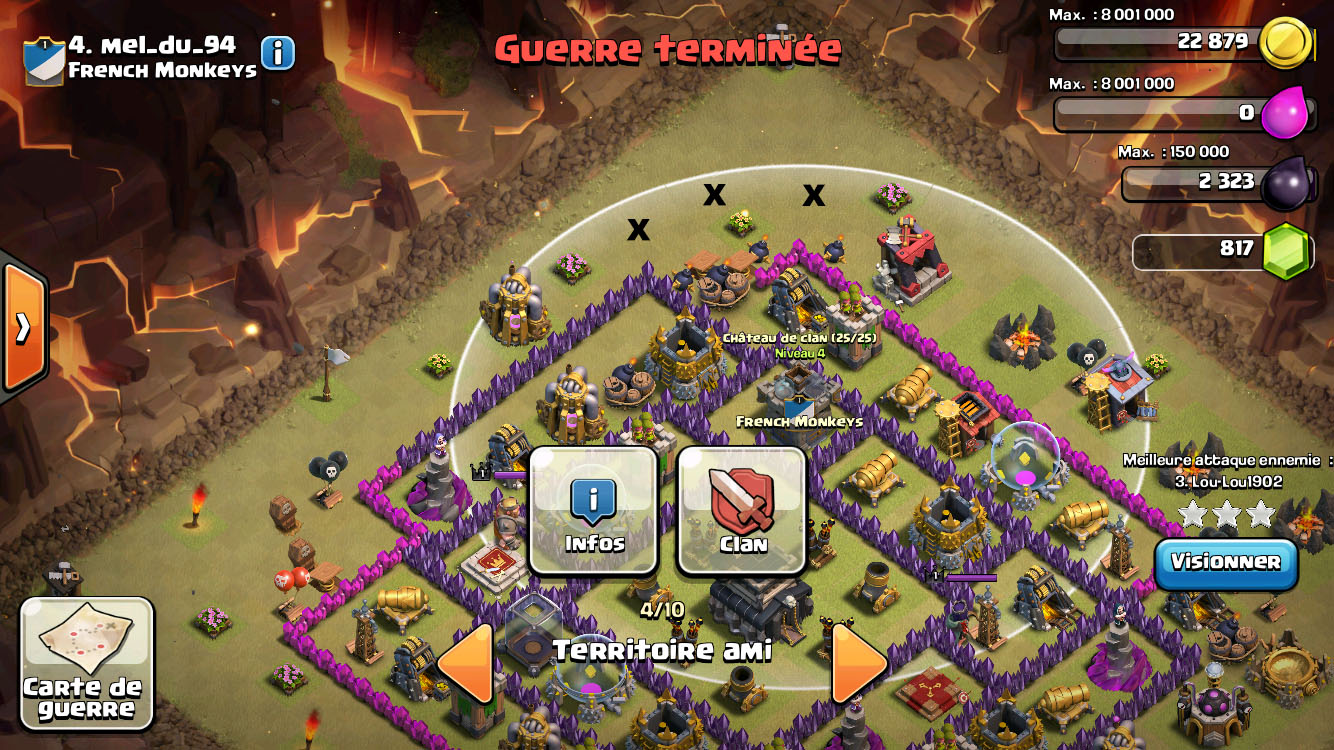 4. mel_du_94
French Monkeys
Guerre terminée
Max. : 8 001 000
22 879
Max. : 8 001 000
0
Max. : 150 000
2 323
817
X X X
Château de clan (25/25)
Niveau 4
French Monkeys
Infos
Clan
Meilleure attaque ennemie :
3. Lou-Lou1902
Visionner
4/10
Territoire ami
Carte de
guerre